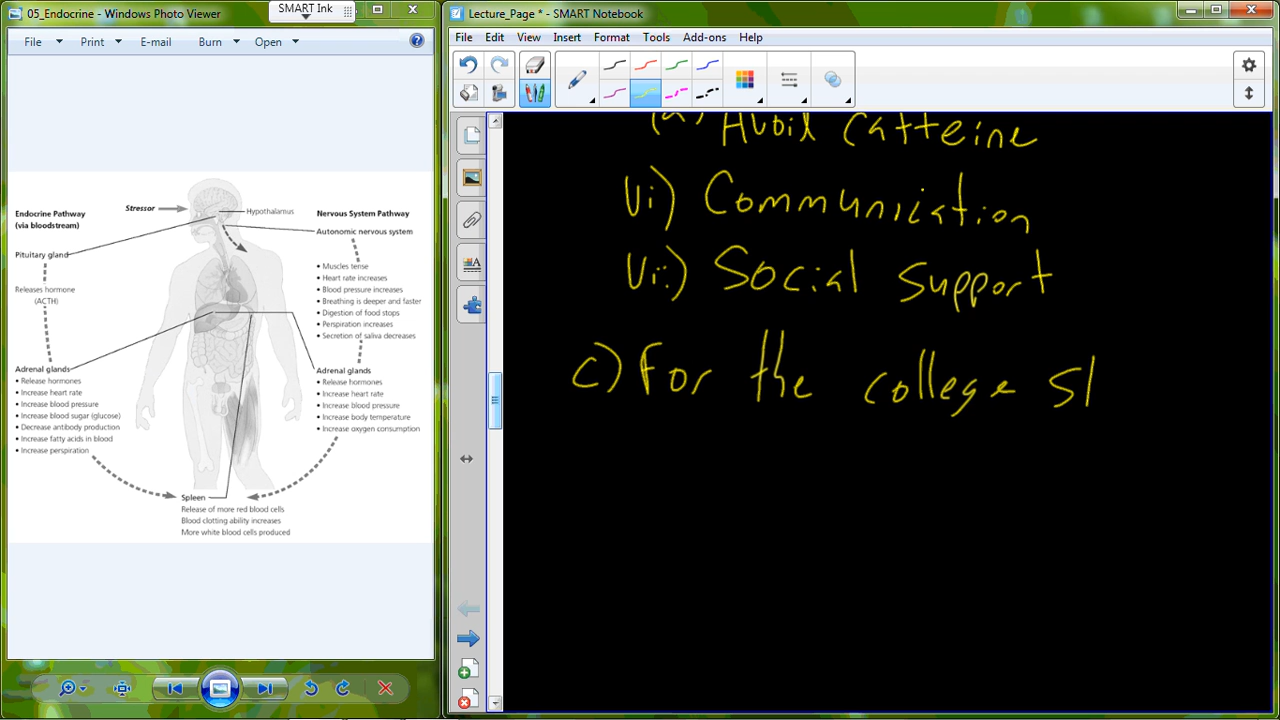 05_Endocrine - Windows Photo Viewer
SMART Ink
File Print E-mail Burn Open
Endocrine Pathway
(via bloodstream)
Stressor
Hypothalamus
Nervous System Pathway
Autonomic nervous system
Pituitary gland
Releases hormone
(ACTH)
• Muscles tense
• Heart rate increases
• Blood pressure increases
• Breathing is deeper and faster
• Digestion of food stops
• Perspiration increases
• Secretion of saliva decreases
Adrenal glands
• Release hormones
• Increase heart rate
• Increase blood pressure
• Increase blood sugar (glucose)
• Decrease antibody production
• Increase fatty acids in blood
• Increase perspiration
Adrenal glands
• Release hormones
• Increase heart rate
• Increase blood pressure
• Increase body temperature
• Increase oxygen consumption
Spleen
Release of more red blood cells
Blood clotting ability increases
More white blood cells produced
Lecture_Page * - SMART Notebook
File Edit View Insert Format Tools Add-ons Help
(a) Avoid Caffeine
Vi) Communication
Vii) Social Support
c) For the college